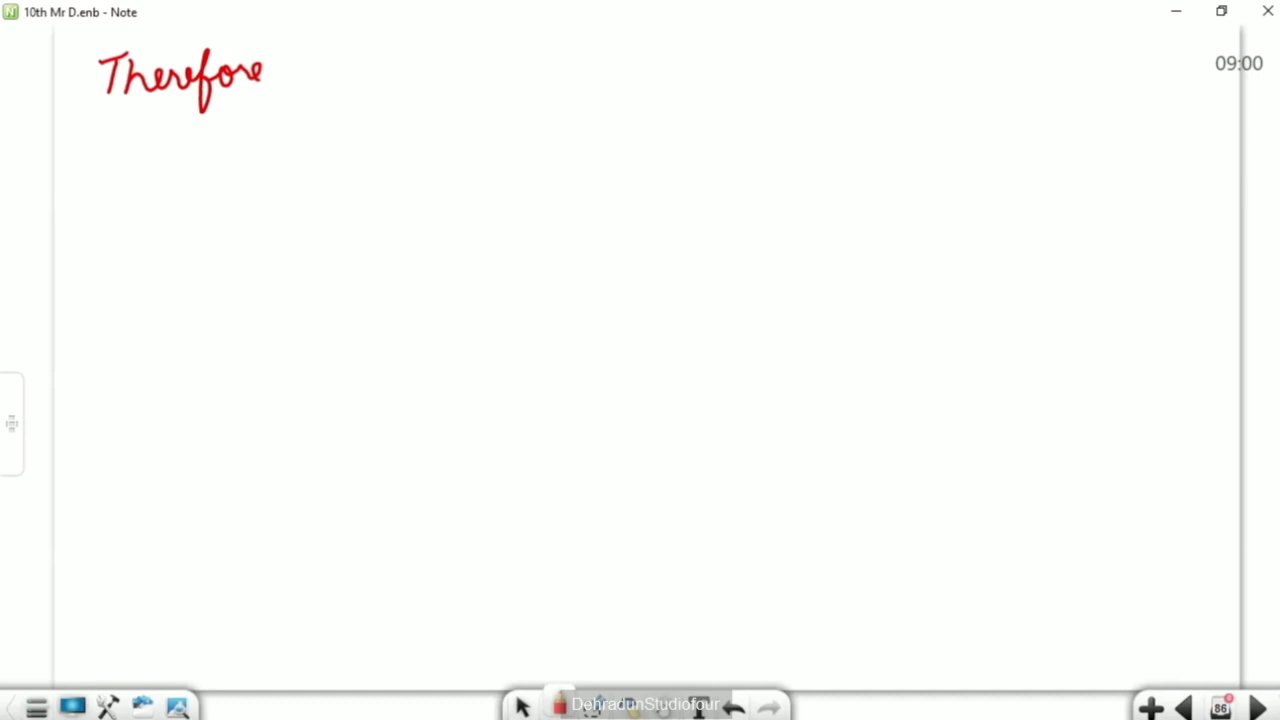 10th Mr D.enb - Note
Therefore
09:00
DehradunStudiofour
86